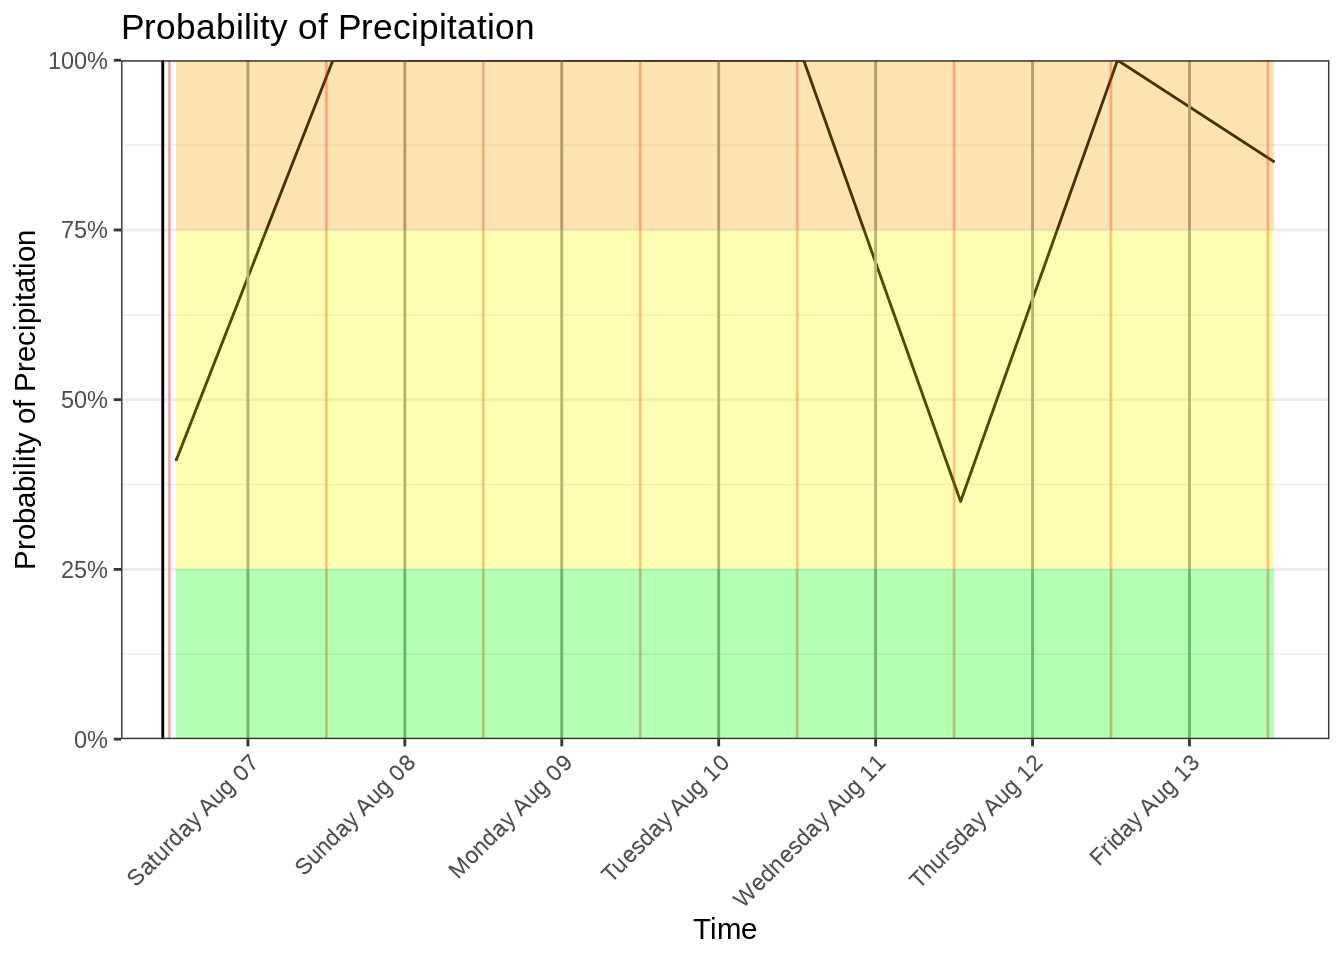 Probability of Precipitation
Probability of Precipitation
100%
75%
50%
25%
0%
Saturday Aug 07
Sunday Aug 08
Monday Aug 09
Tuesday Aug 10
Wednesday Aug 11
Thursday Aug 12
Friday Aug 13
Time